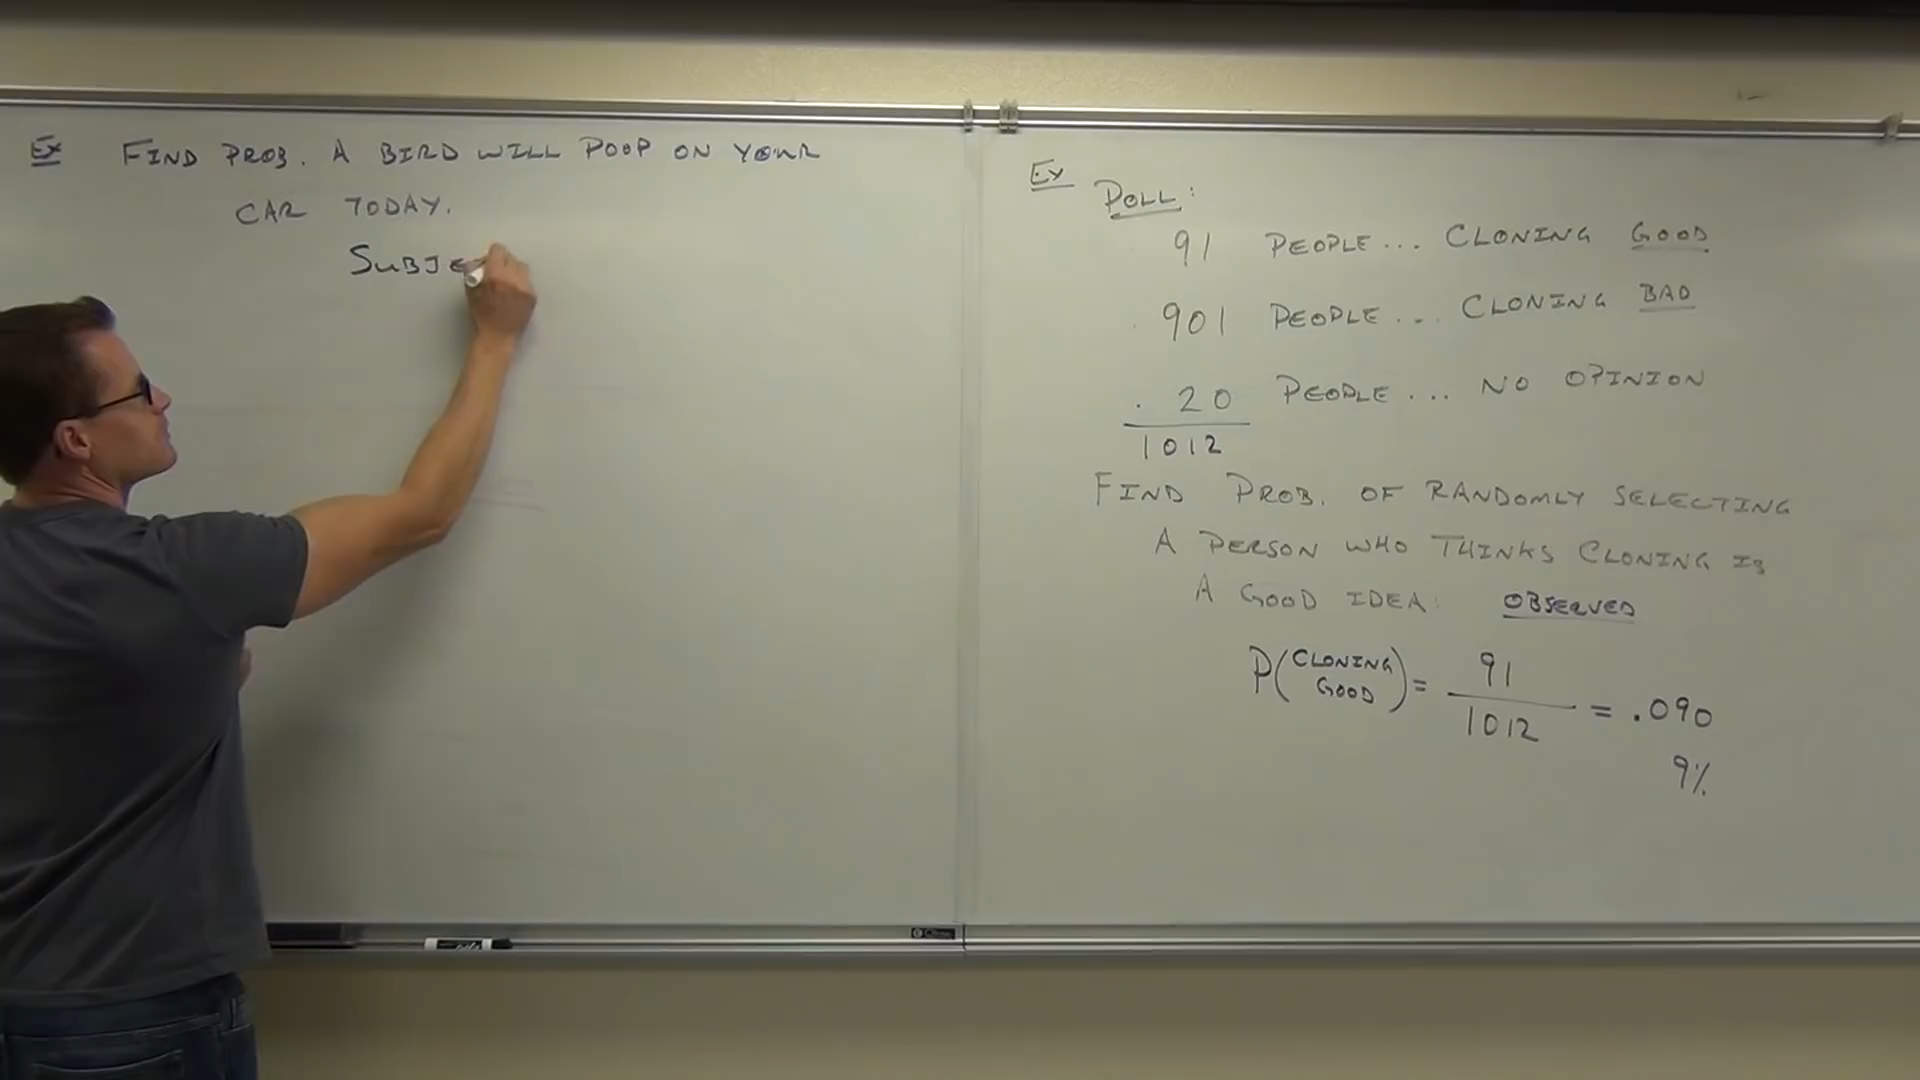 Ex FIND PROB. A BIRD WILL POOP ON YOUR
CAR TODAY.
SUBJE
Ex
POLL:
91 PEOPLE... CLONING GOOD
901 PEOPLE... CLONING BAD
20 PEOPLE... NO OPINION
1012
FIND PROB. OF RANDOMLY SELECTING
A PERSON WHO THINKS CLONING IS
A GOOD IDEA: OBSERVED
P(CLONING GOOD) = 91/1012 = .090
9%